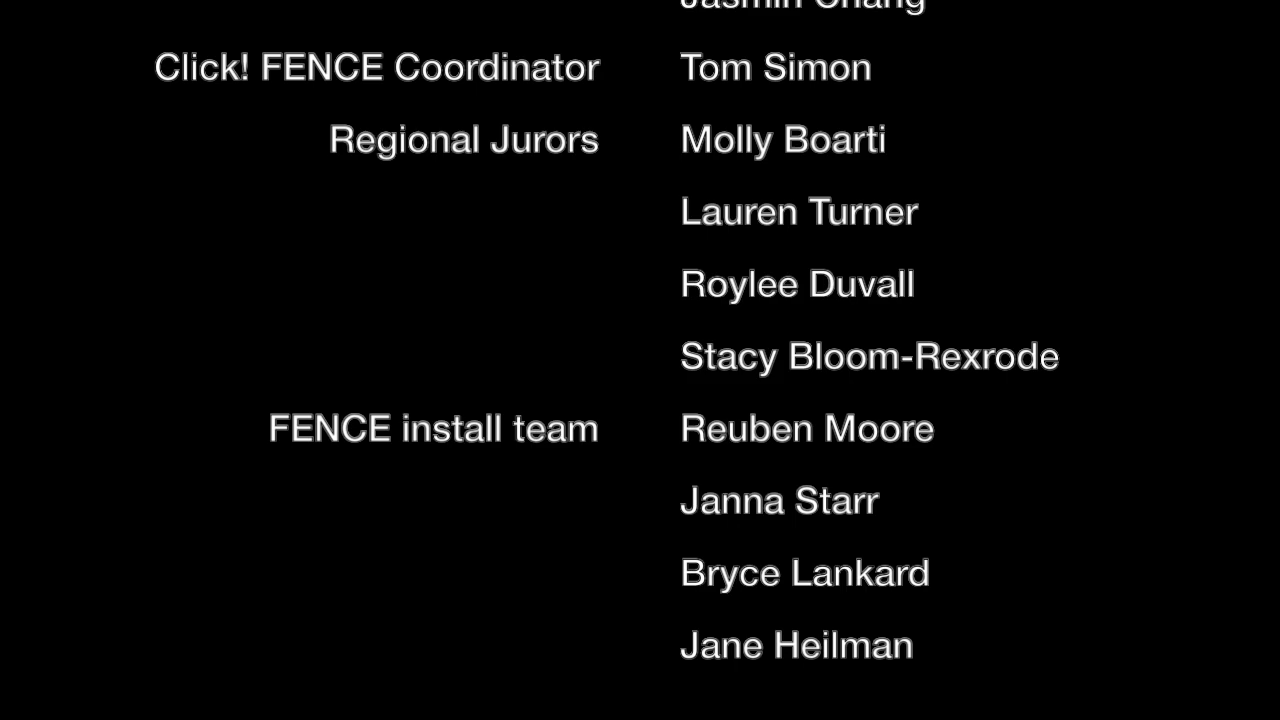 Jasmin Chang
Click! FENCE Coordinator Tom Simon
Regional Jurors Molly Boarti
Lauren Turner
Roylee Duvall
Stacy Bloom-Rexrode
FENCE install team Reuben Moore
Janna Starr
Bryce Lankard
Jane Heilman